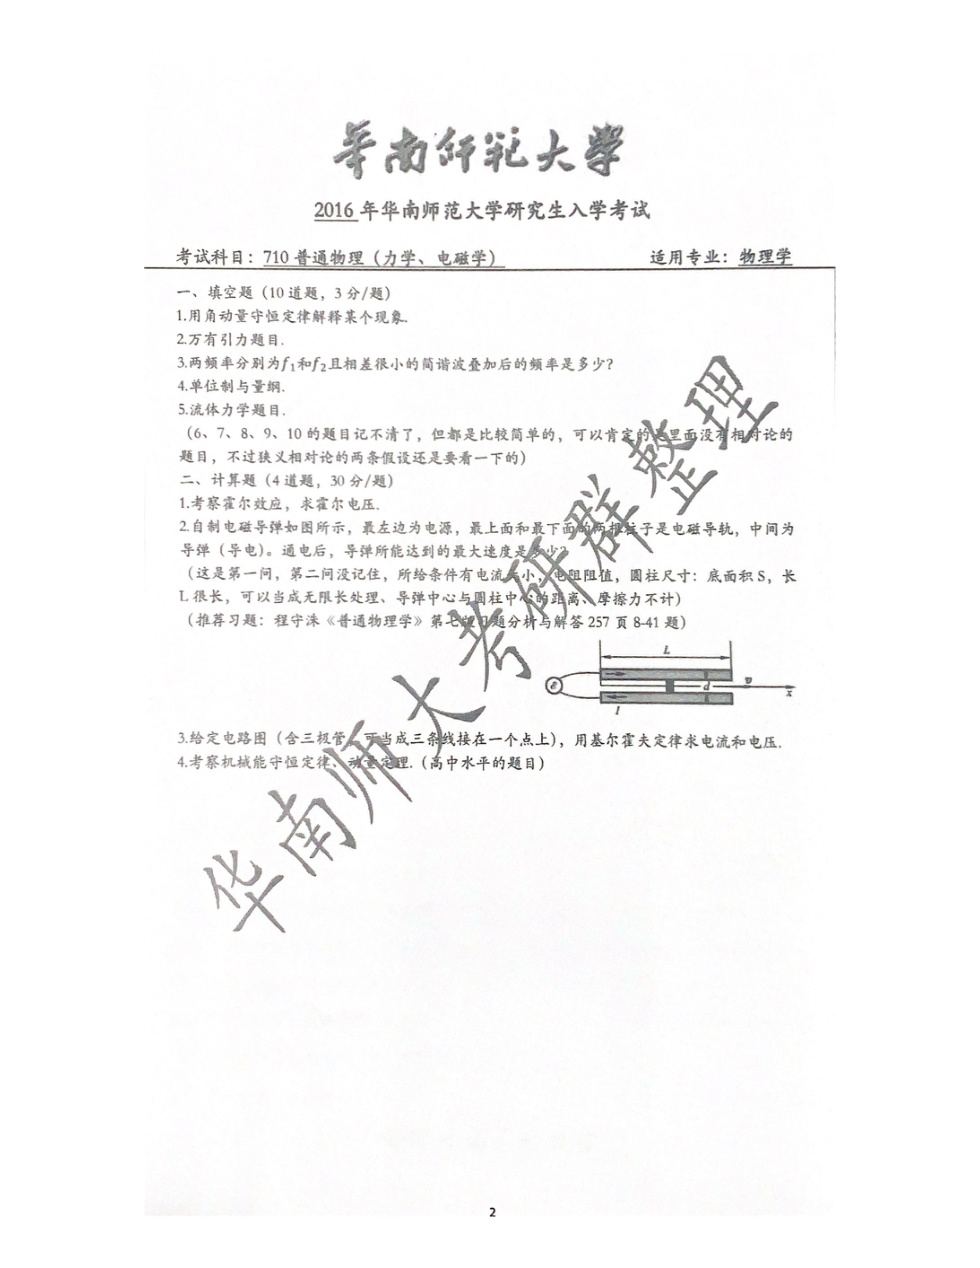 华南师范大学
2016 年华南师范大学研究生入学考试
考试科目：710 普通物理（力学、电磁学） 适用专业：物理学
一、填空题（10 道题，3 分/题）
1.用角动量守恒定律解释某个现象.
2.万有引力题目.
3.两频率分别为f₁和f₂且相差很小的简谐波叠加后的频率是多少？
4.单位制与量纲.
5.流体力学题目.
（6、7、8、9、10 的题目记不清了，但都是比较简单的，可以肯定的是里面没有相对论的
题目，不过狭义相对论的两条假设还是要看一下的）
二、计算题（4 道题，30 分/题）
1.考察霍尔效应，求霍尔电压.
2.自制电磁导弹如图所示，最左边为电源，最上面和最下面的两根柱子是电磁导轨，中间为
导弹（导电）。通电后，导弹所能达到的最大速度是多少？
（这是第一问，第二问没记住，所给条件有电流大小，电阻阻值，圆柱尺寸：底面积 S，长
L 很长，可以当成无限长处理、导弹中心与圆柱中心的距离、摩擦力不计）
（推荐习题：程守洙《普通物理学》第七版习题分析与解答 257 页 8-41 题）
L
ℰ d v x
I
3.给定电路图（含三极管，可当成三条线接在一个点上），用基尔霍夫定律求电流和电压.
4.考察机械能守恒定律、动量定理.（高中水平的题目）
华南师大考研群整理
2